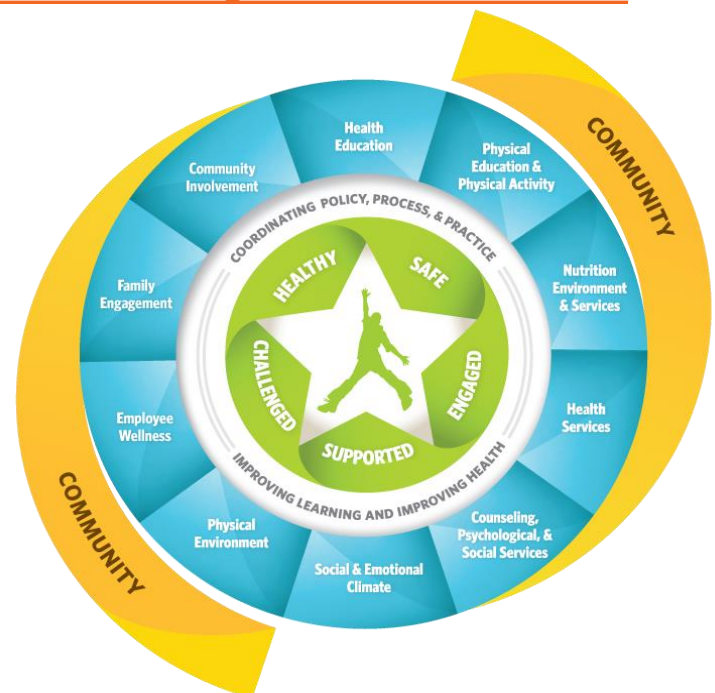 COMMUNITY
Health
Education
Physical
Education &
Physical Activity
Nutrition
Environment
& Services
Health
Services
Counseling,
Psychological, &
Social Services
Social & Emotional
Climate
Physical
Environment
Employee
Wellness
Family
Engagement
Community
Involvement
COORDINATING POLICY, PROCESS, & PRACTICE
IMPROVING LEARNING AND IMPROVING HEALTH
HEALTHY
SAFE
ENGAGED
SUPPORTED
CHALLENGED
COMMUNITY